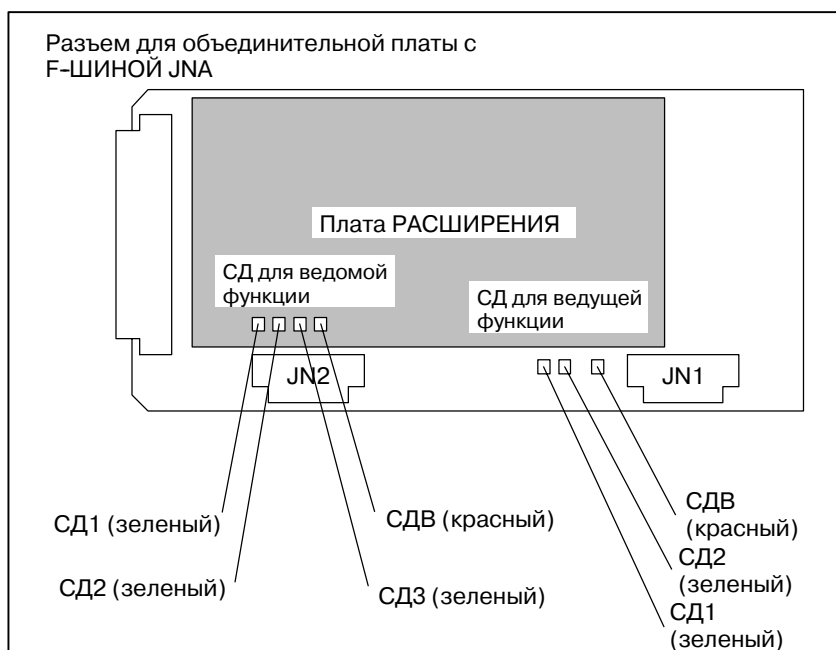 Разъем для объединительной платы с
F-ШИНОЙ JNA
Плата РАСШИРЕНИЯ
СД для ведомой
функции
СД для ведущей
функции
JN2
JN1
СД1 (зеленый)
СДВ (красный)
СД2 (зеленый)
СД3 (зеленый)
СДВ
(красный)
СД2
(зеленый)
СД1
(зеленый)